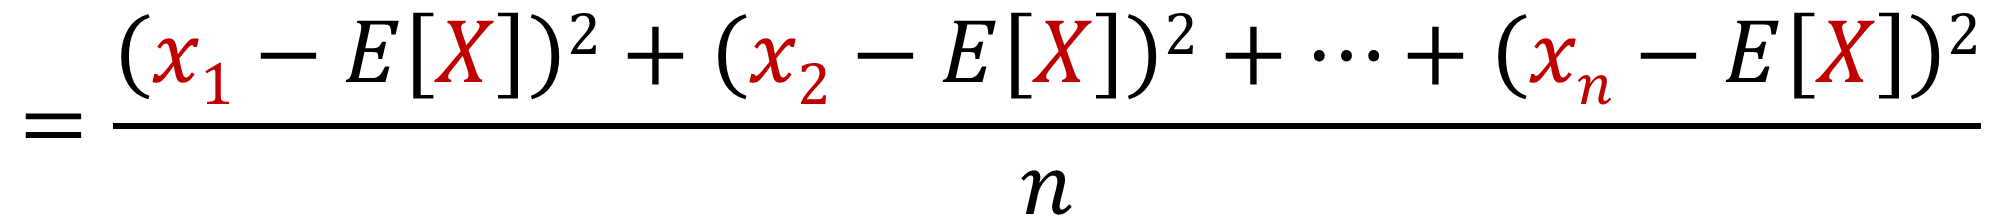 = (x₁ − E[X])² + (x₂ − E[X])² + ⋯ + (xₙ − E[X])²
n